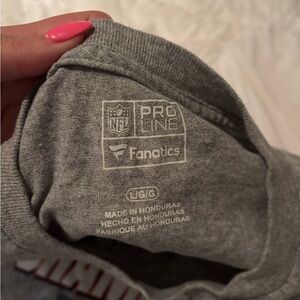 NFL
PRO
LINE
Fanatics
L/G/G
MADE IN HONDURAS
HECHO EN HONDURAS
FABRIQUÉ AU HONDURAS